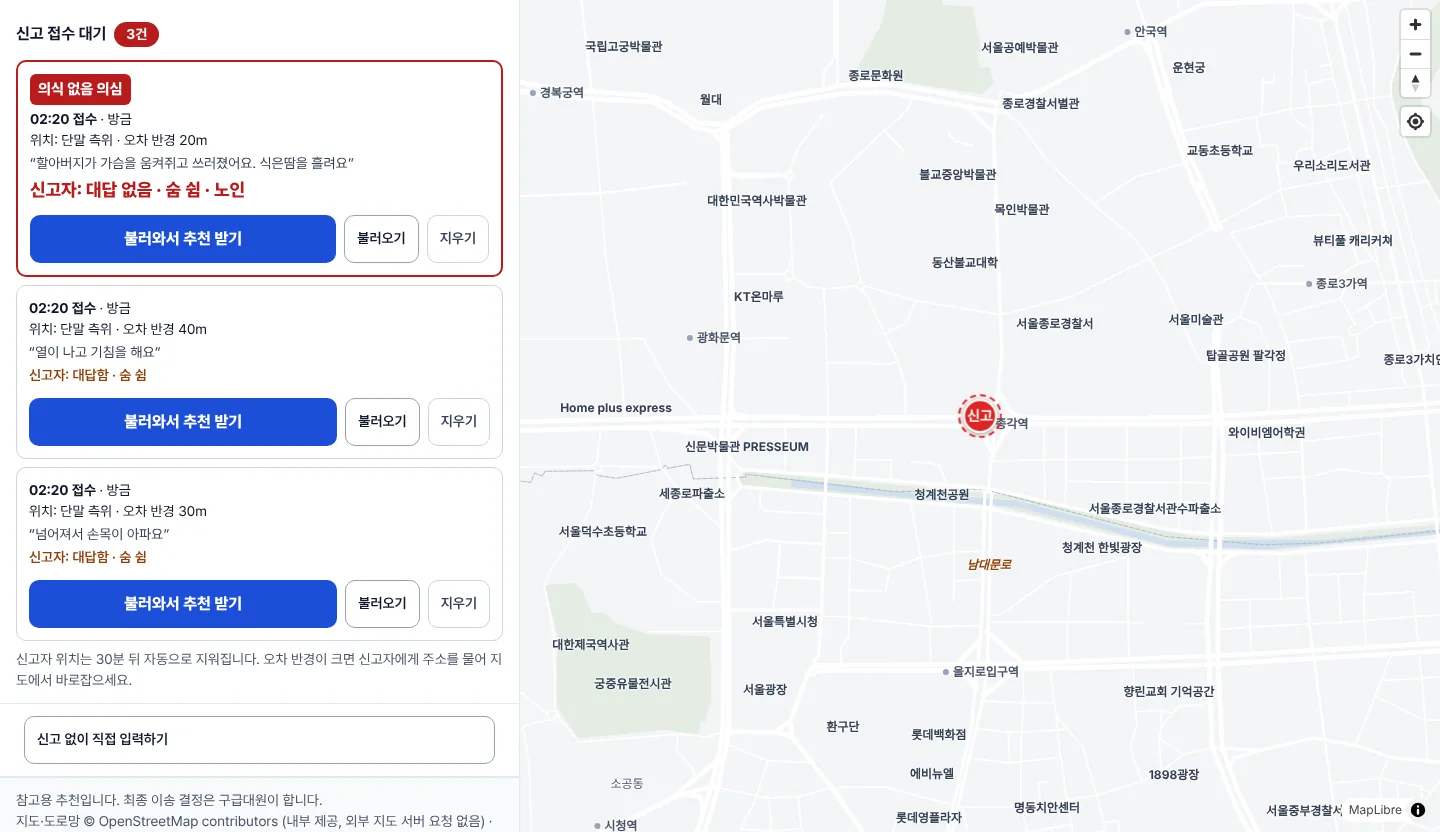 신고 접수 대기 3건
의식 없음 의심
02:20 접수 · 방금
위치: 단말 측위 · 오차 반경 20m
“할아버지가 가슴을 움켜쥐고 쓰러졌어요. 식은땀을 흘려요”
신고자: 대답 없음 · 숨 쉼 · 노인
불러와서 추천 받기 불러오기 지우기
02:20 접수 · 방금
위치: 단말 측위 · 오차 반경 40m
“열이 나고 기침을 해요”
신고자: 대답함 · 숨 쉼
불러와서 추천 받기 불러오기 지우기
02:20 접수 · 방금
위치: 단말 측위 · 오차 반경 30m
“넘어져서 손목이 아파요”
신고자: 대답함 · 숨 쉼
불러와서 추천 받기 불러오기 지우기
신고자 위치는 30분 뒤 자동으로 지워집니다. 오차 반경이 크면 신고자에게 주소를 물어 지
도에서 바로잡으세요.
신고 없이 직접 입력하기
참고용 추천입니다. 최종 이송 결정은 구급대원이 합니다.
지도·도로망 © OpenStreetMap contributors (내부 제공, 외부 지도 서버 요청 없음) ·
안국역
국립고궁박물관
서울공예박물관
운현궁
종로문화원
경복궁역
월대
종로경찰서별관
교동초등학교
우리소리도서관
불교중앙박물관
대한민국역사박물관
목인박물관
뷰티풀 캐리커쳐
동산불교대학
종로3가역
KT온마루
서울미술관
서울종로경찰서
광화문역
탑골공원 팔각정
종로3가치안
Home plus express
신고
종각역
와이비엠어학권
신문박물관 PRESSEUM
세종로파출소
청계천공원
서울종로경찰서관수파출소
서울덕수초등학교
청계천 한빛광장
남대문로
서울특별시청
대한제국역사관
을지로입구역
궁중유물전시관
서울광장
향린교회 기억공간
환구단
롯데백화점
에비뉴엘
1898광장
소공동
명동치안센터
서울중부경찰서
MapLibre
롯데영플라자
시청역